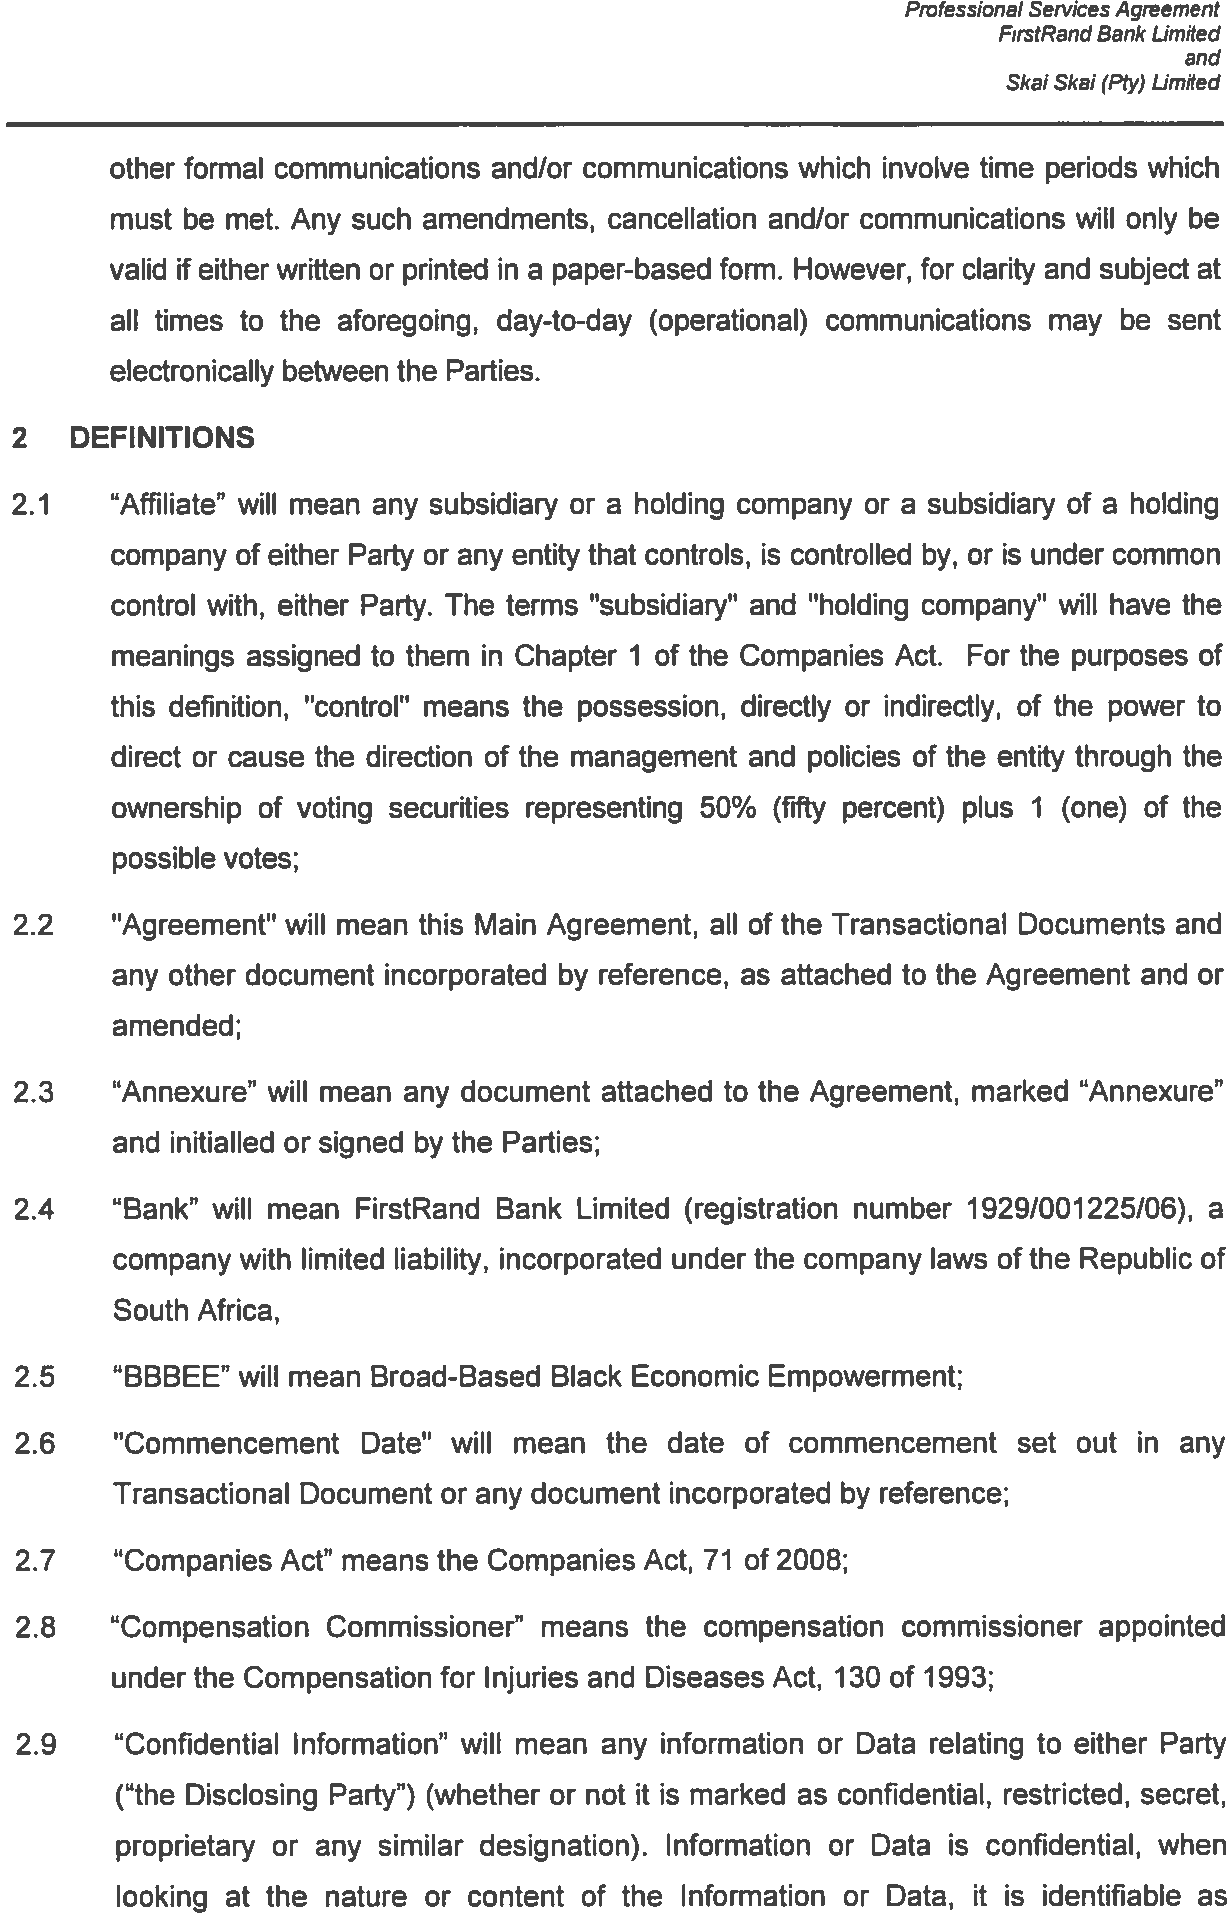 Professional Services Agreement
FirstRand Bank Limited
and
Skai Skai (Pty) Limited
other formal communications and/or communications which involve time periods which
must be met. Any such amendments, cancellation and/or communications will only be
valid if either written or printed in a paper-based form. However, for clarity and subject at
all times to the aforegoing, day-to-day (operational) communications may be sent
electronically between the Parties.
2 DEFINITIONS
2.1 “Affiliate” will mean any subsidiary or a holding company or a subsidiary of a holding
company of either Party or any entity that controls, is controlled by, or is under common
control with, either Party. The terms "subsidiary" and "holding company" will have the
meanings assigned to them in Chapter 1 of the Companies Act. For the purposes of
this definition, "control" means the possession, directly or indirectly, of the power to
direct or cause the direction of the management and policies of the entity through the
ownership of voting securities representing 50% (fifty percent) plus 1 (one) of the
possible votes;
2.2 "Agreement" will mean this Main Agreement, all of the Transactional Documents and
any other document incorporated by reference, as attached to the Agreement and or
amended;
2.3 “Annexure” will mean any document attached to the Agreement, marked “Annexure”
and initialled or signed by the Parties;
2.4 “Bank” will mean FirstRand Bank Limited (registration number 1929/001225/06), a
company with limited liability, incorporated under the company laws of the Republic of
South Africa,
2.5 “BBBEE” will mean Broad-Based Black Economic Empowerment;
2.6 "Commencement Date" will mean the date of commencement set out in any
Transactional Document or any document incorporated by reference;
2.7 “Companies Act” means the Companies Act, 71 of 2008;
2.8 “Compensation Commissioner” means the compensation commissioner appointed
under the Compensation for Injuries and Diseases Act, 130 of 1993;
2.9 “Confidential Information” will mean any information or Data relating to either Party
(“the Disclosing Party”) (whether or not it is marked as confidential, restricted, secret,
proprietary or any similar designation). Information or Data is confidential, when
looking at the nature or content of the Information or Data, it is identifiable as